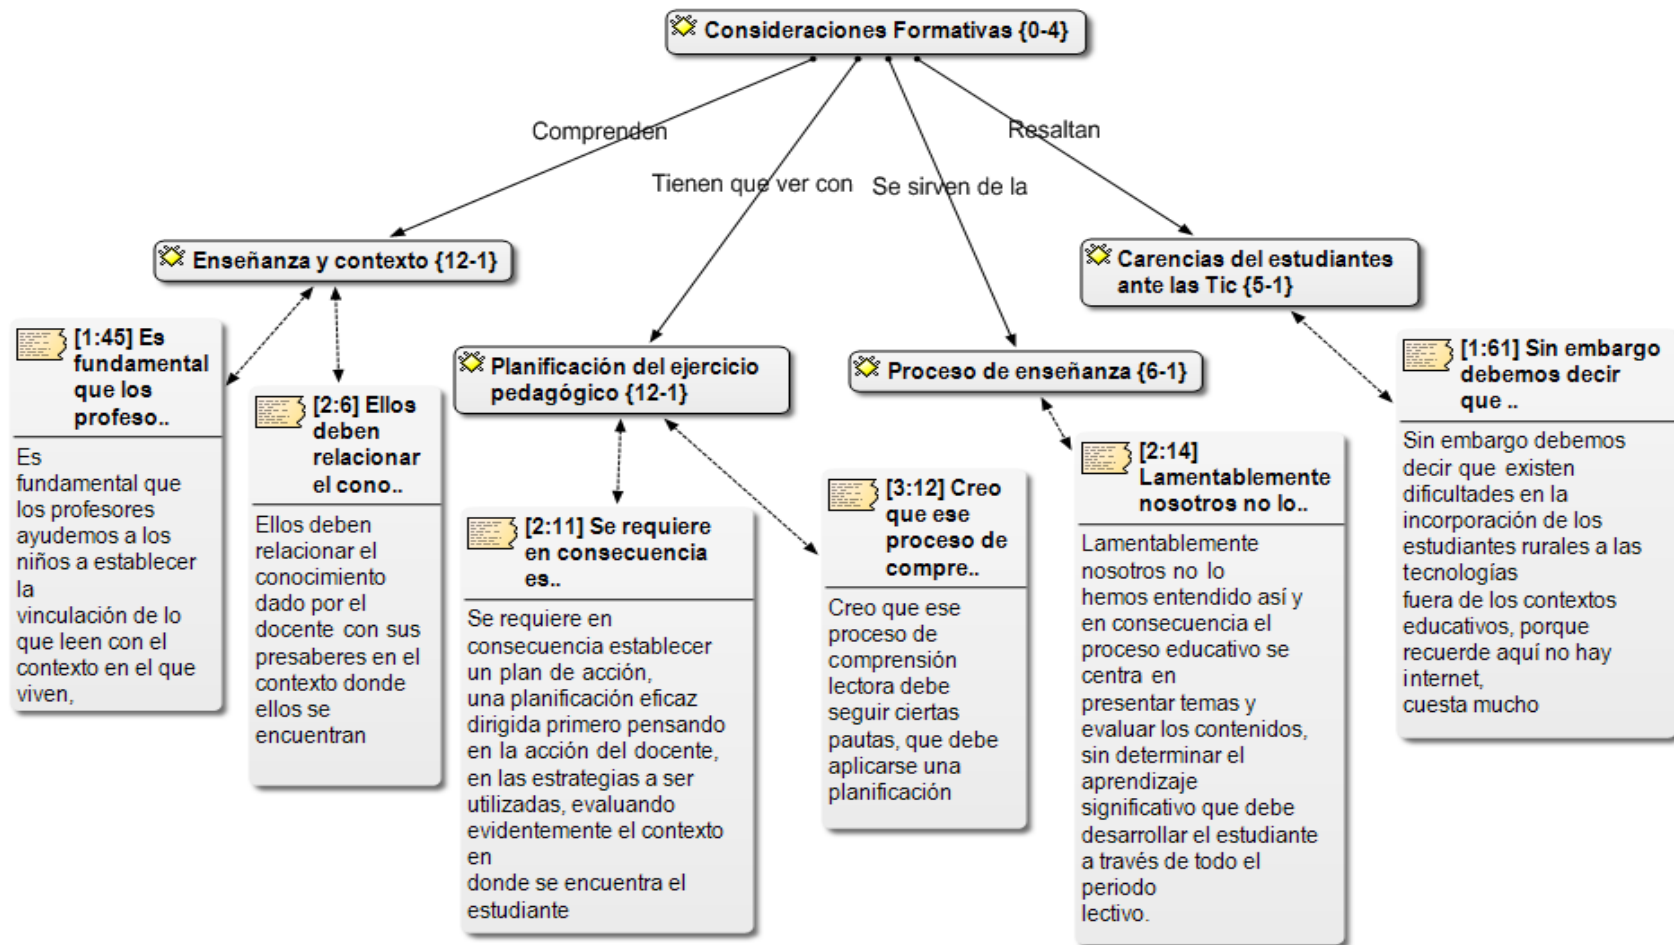 Consideraciones Formativas {0-4}
Comprenden
Resaltan
Tienen que ver con
Se sirven de la
Enseñanza y contexto {12-1}
Carencias del estudiantes
ante las Tic {5-1}
Planificación del ejercicio
pedagógico {12-1}
Proceso de enseñanza {6-1}
[1:45] Es
fundamental
que los
profeso..
Es
fundamental que
los profesores
ayudemos a los
niños a establecer
la
vinculación de lo
que leen con el
contexto en el que
viven,
[2:6] Ellos
deben
relacionar
el cono..
Ellos deben
relacionar el
conocimiento
dado por el
docente con sus
presaberes en el
contexto donde
ellos se
encuentran
[2:11] Se requiere
en consecuencia
es..
Se requiere en
consecuencia establecer
un plan de acción,
una planificación eficaz
dirigida primero pensando
en la acción del docente,
en las estrategias a ser
utilizadas, evaluando
evidentemente el contexto
en
donde se encuentra el
estudiante
[3:12] Creo
que ese
proceso de
compre..
Creo que ese
proceso de
comprensión
lectora debe
seguir ciertas
pautas, que debe
aplicarse una
planificación
[2:14]
Lamentablemente
nosotros no lo..
Lamentablemente
nosotros no lo
hemos entendido así y
en consecuencia el
proceso educativo se
centra en
presentar temas y
evaluar los contenidos,
sin determinar el
aprendizaje
significativo que debe
desarrollar el estudiante
a través de todo el
periodo
lectivo.
[1:61] Sin embargo
debemos decir
que ..
Sin embargo debemos
decir que existen
dificultades en la
incorporación de los
estudiantes rurales a las
tecnologías
fuera de los contextos
educativos, porque
recuerde aquí no hay
internet,
cuesta mucho